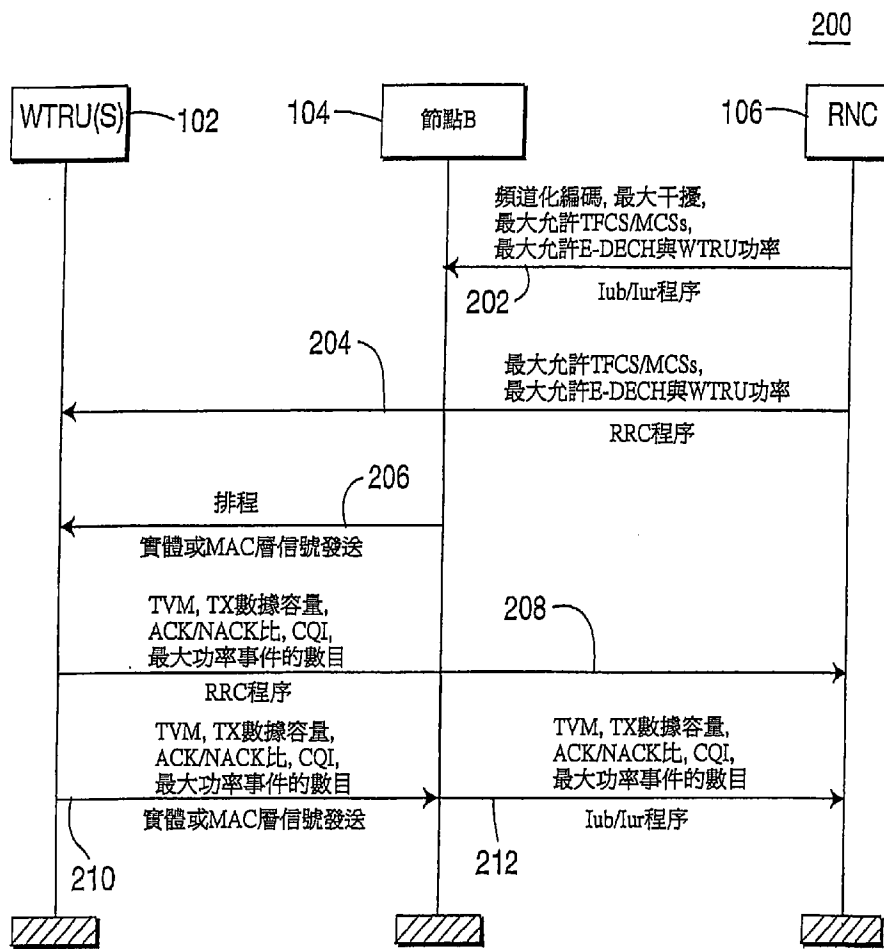 200
WTRU(S)
102
104
節點B
106
RNC
頻道化編碼, 最大干擾,
最大允許TFCS/MCSs,
最大允許E-DECH與WTRU功率
202
Iub/Iur程序
204
最大允許TFCS/MCSs,
最大允許E-DECH與WTRU功率
RRC程序
排程
206
實體或MAC層信號發送
TVM, TX數據容量,
ACK/NACK比, CQI,
最大功率事件的數目
208
RRC程序
TVM, TX數據容量,
ACK/NACK比, CQI,
最大功率事件的數目
實體或MAC層信號發送
210
TVM, TX數據容量,
ACK/NACK比, CQI,
最大功率事件的數目
Iub/Iur程序
212